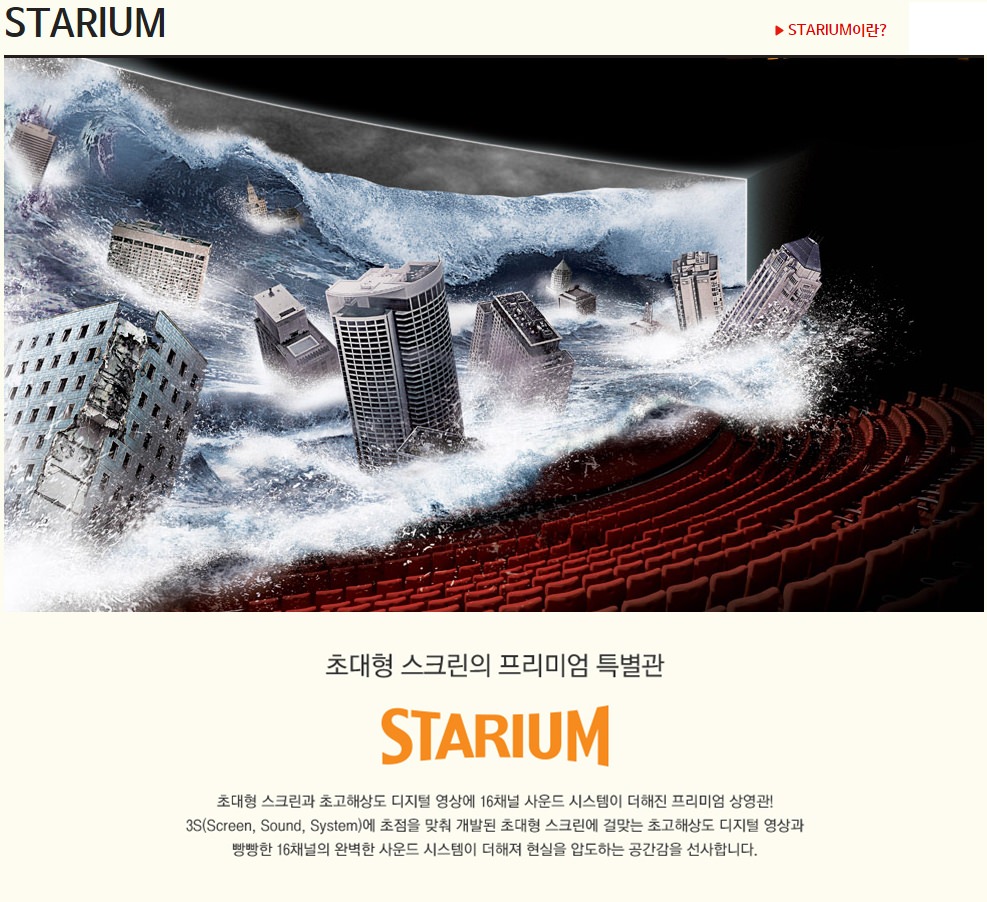 STARIUM
▶ STARIUM이란?
초대형 스크린의 프리미엄 특별관
STARIUM
초대형 스크린과 초고해상도 디지털 영상에 16채널 사운드 시스템이 더해진 프리미엄 상영관!
3S(Screen, Sound, System)에 초점을 맞춰 개발된 초대형 스크린에 걸맞는 초고해상도 디지털 영상과
빵빵한 16채널의 완벽한 사운드 시스템이 더해져 현실을 압도하는 공간감을 선사합니다.